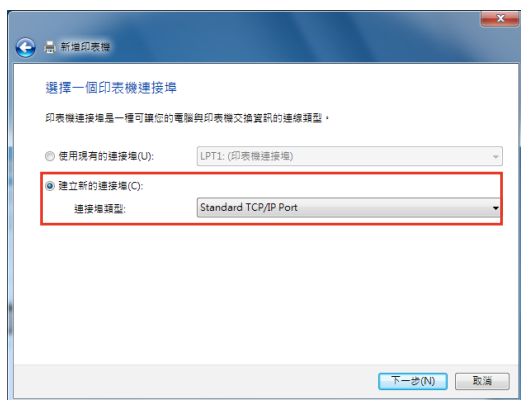 新增印表機
選擇一個印表機連接埠
印表機連接埠是一種可讓您的電腦與印表機交換資訊的連線類型。
使用現有的連接埠(U): LPT1: (印表機連接埠)
建立新的連接埠(C):
連接埠類型: Standard TCP/IP Port
下一步(N) 取消